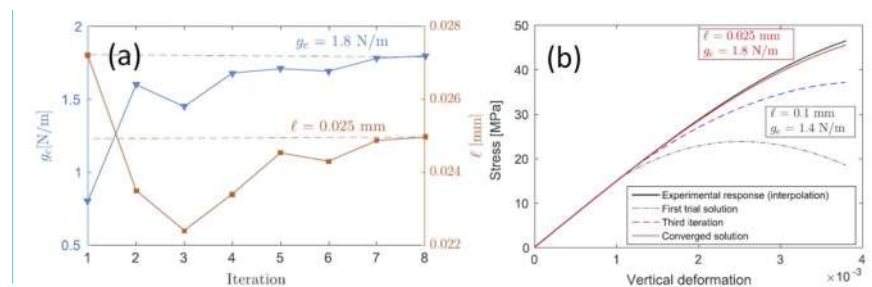 (a)
2
1.5
1
0.5
g_c[N/m]
g_c = 1.8 N/m
ℓ = 0.025 mm
0.028
0.026
0.024
0.022
ℓ [mm]
1 2 3 4 5 6 7 8
Iteration
(b)
50
40
30
20
10
0
Stress [MPa]
ℓ = 0.025 mm
g_c = 1.8 N/m
ℓ = 0.1 mm
g_c = 1.4 N/m
Experimental response (interpolation)
First trial solution
Third iteration
Converged solution
0 1 2 3 4
Vertical deformation
×10⁻³